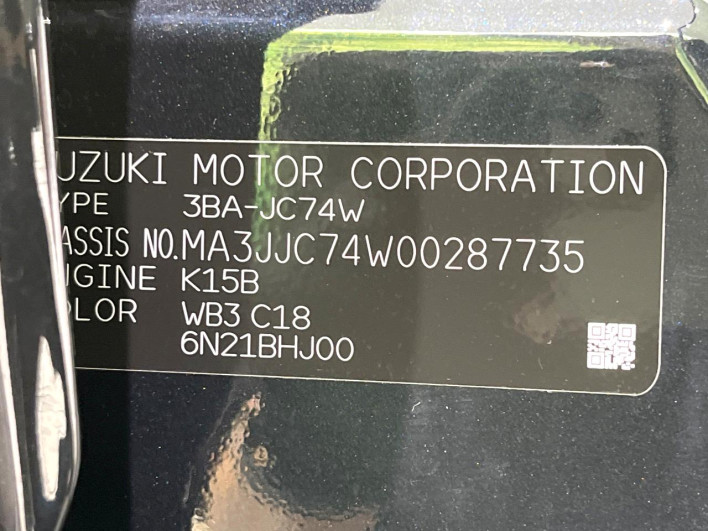 UZUKI MOTOR CORPORATION
YPE 3BA-JC74W
ASSIS NO.MA3JJC74W00287735
GINE K15B
LOR WB3 C18
6N21BHJ00